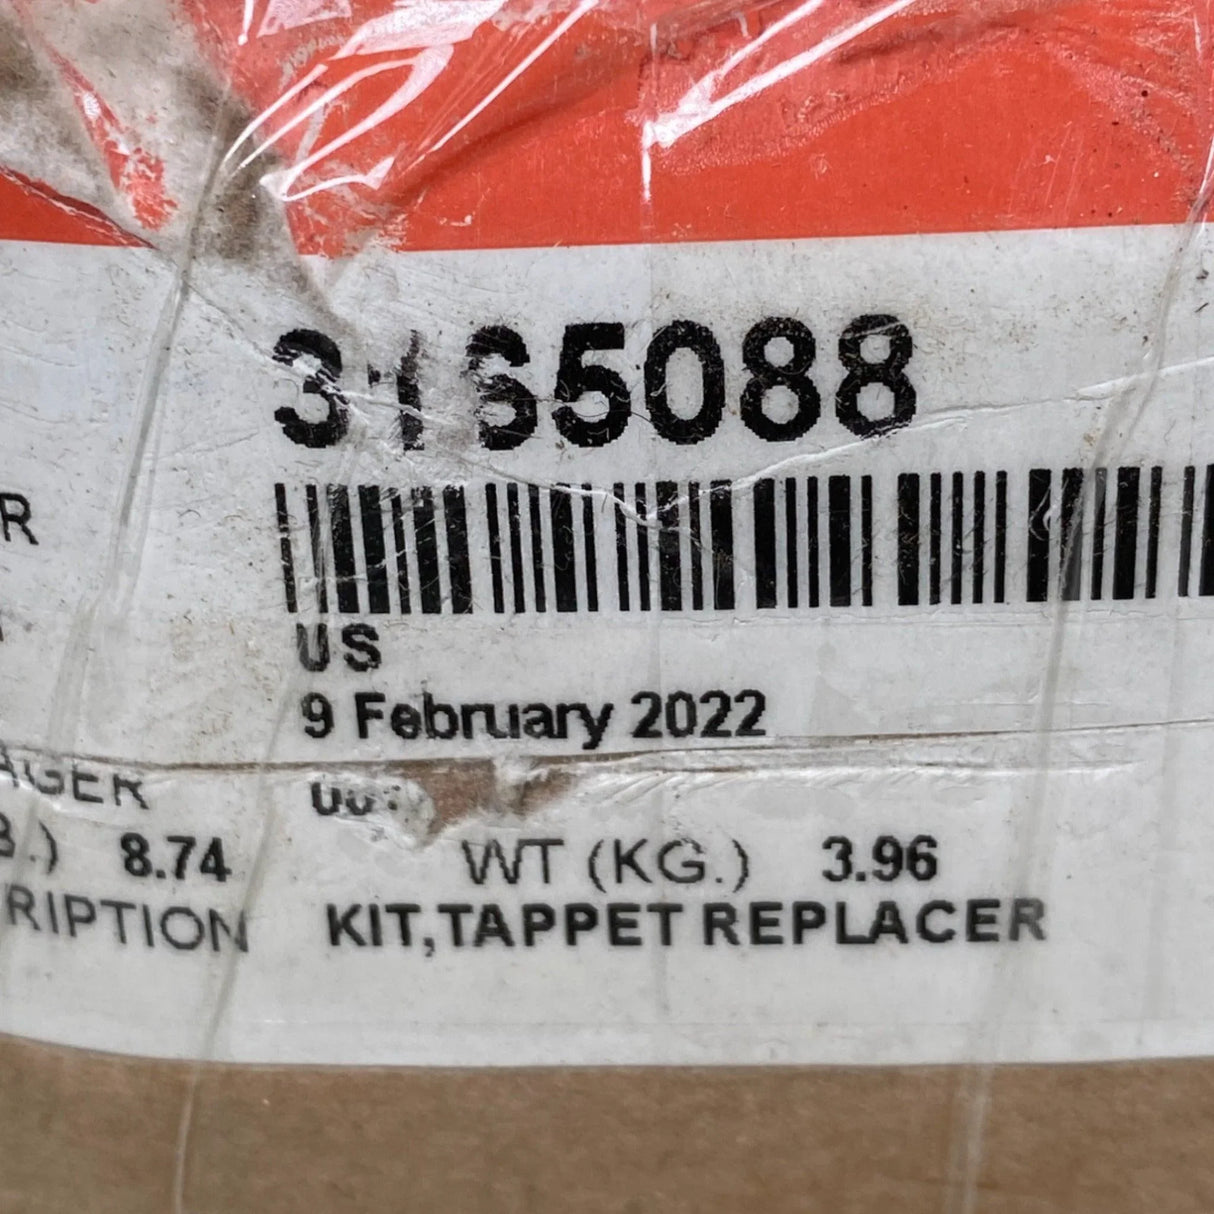 3165088
R
US
9 February 2022
AGER
B.) 8.74 WT (KG.) 3.96
RIPTION KIT,TAPPET REPLACER